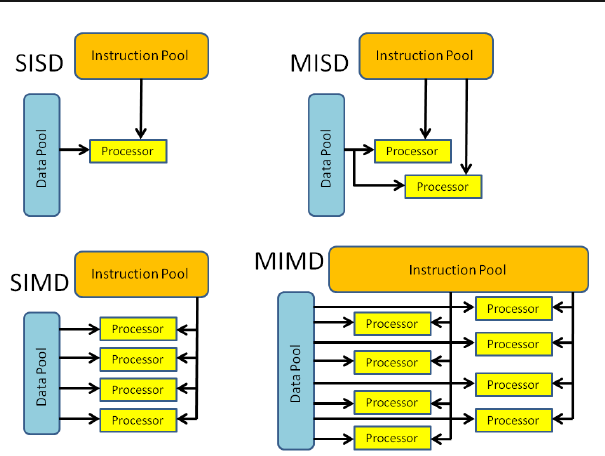 SISD
Instruction Pool
Data Pool
Processor
MISD
Instruction Pool
Data Pool
Processor
Processor
SIMD
Instruction Pool
Data Pool
Processor
Processor
Processor
Processor
MIMD
Instruction Pool
Data Pool
Processor
Processor
Processor
Processor
Processor
Processor
Processor
Processor